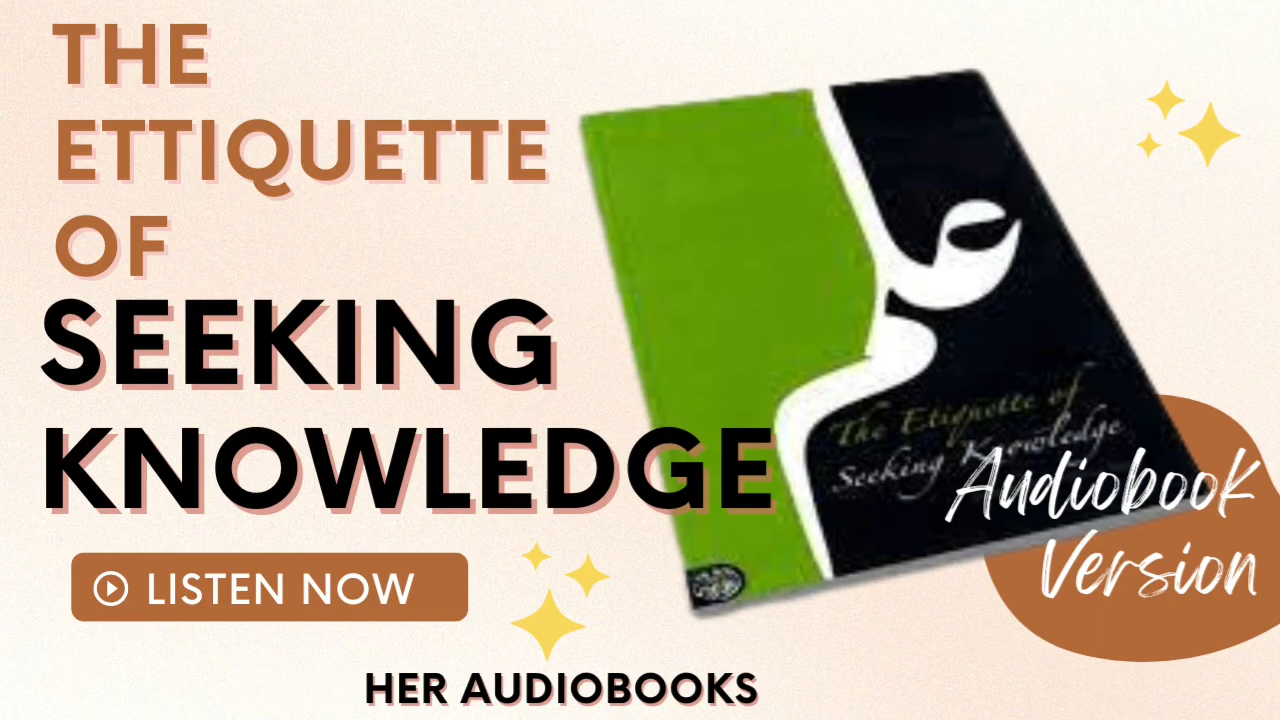 THE
ETTIQUETTE
OF
SEEKING
KNOWLEDGE
LISTEN NOW
HER AUDIOBOOKS
The Etiquette of
Seeking Knowledge
Audiobook
Version